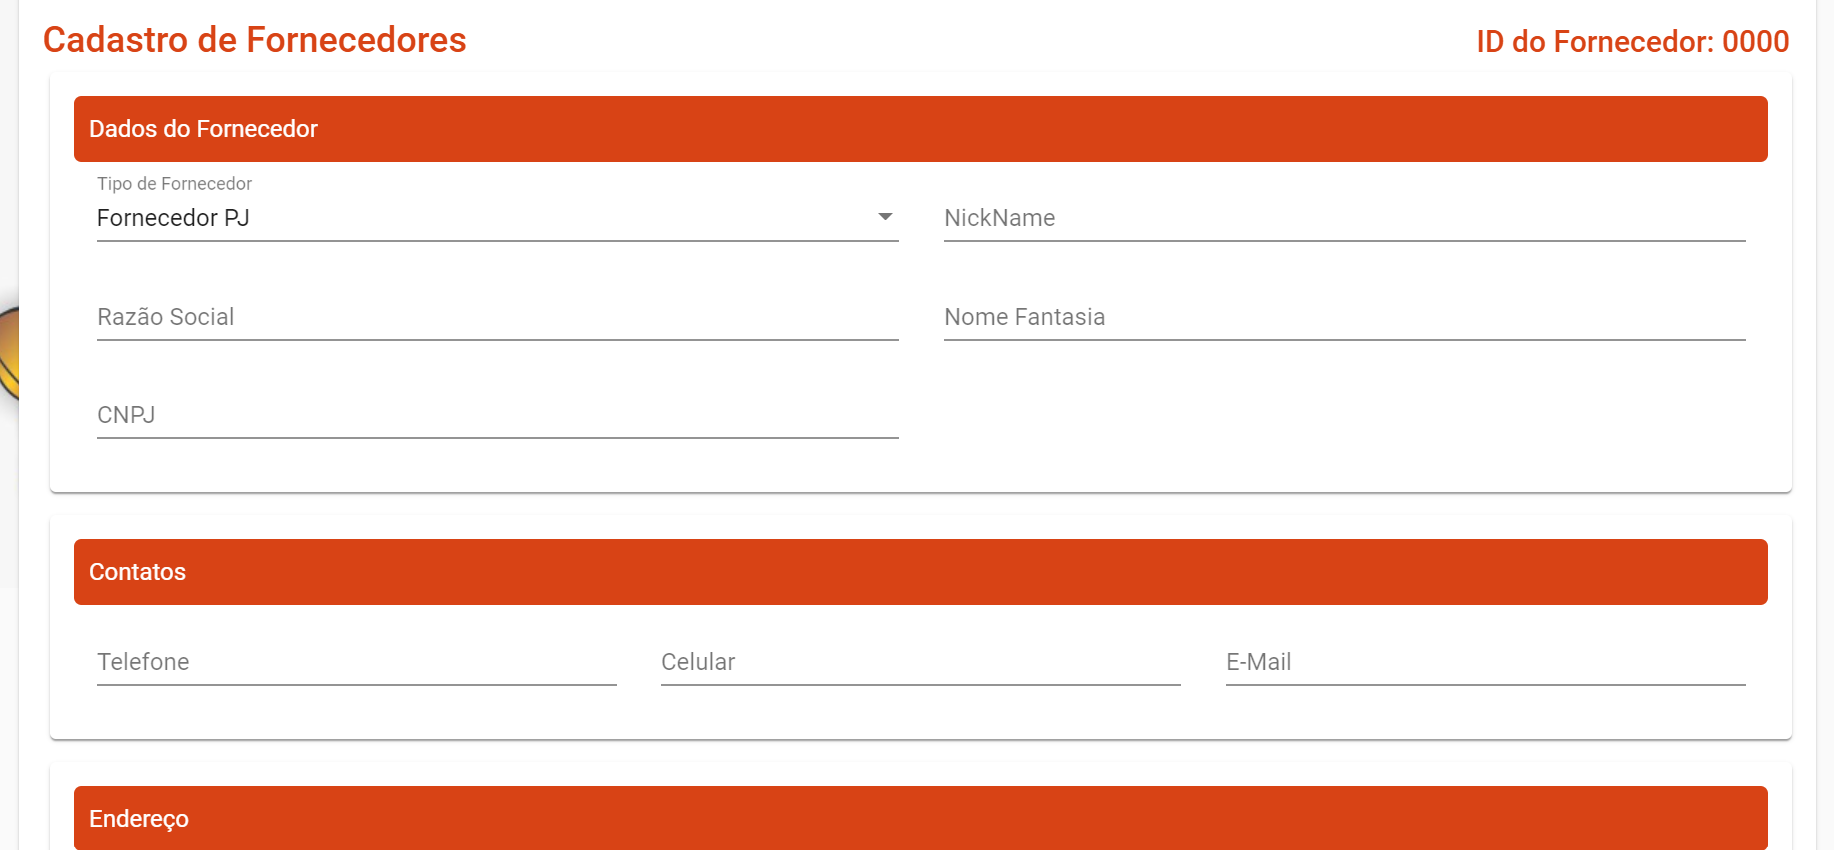 Cadastro de Fornecedores
ID do Fornecedor: 0000
Dados do Fornecedor
Tipo de Fornecedor
Fornecedor PJ
NickName
Razão Social
Nome Fantasia
CNPJ
Contatos
Telefone
Celular
E-Mail
Endereço